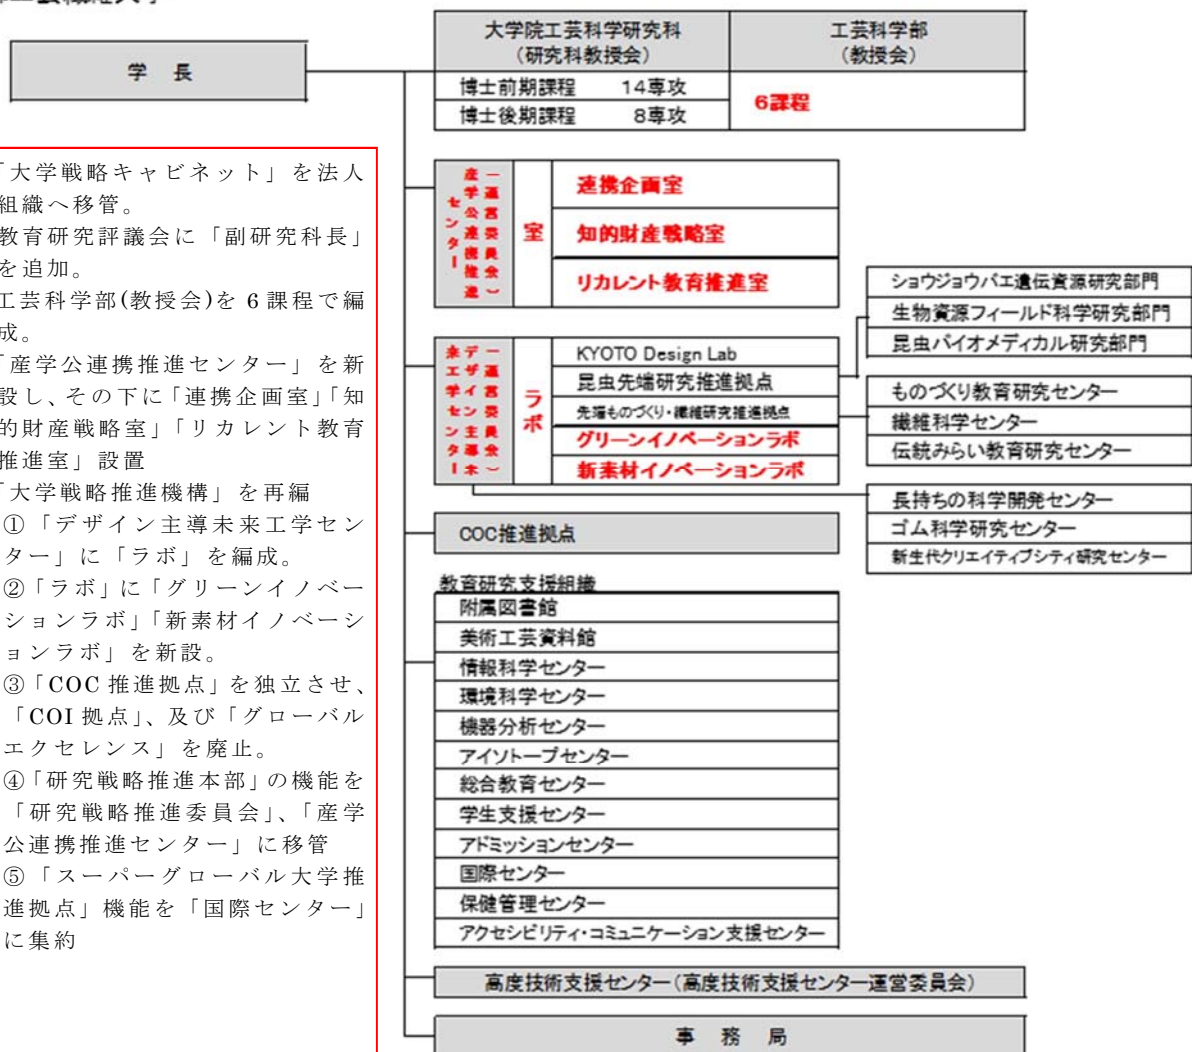 学 長
大学院工芸科学研究科
(研究科教授会)
工芸科学部
(教授会)
博士前期課程 14専攻
博士後期課程 8専攻
6課程
「大学戦略キャビネット」を法人
組織へ移管。
教育研究評議会に「副研究科長」
を追加。
工芸科学部(教授会)を 6 課程で編
成。
「産学公連携推進センター」を新
設し、その下に「連携企画室」「知
的財産戦略室」「リカレント教育
推進室」設置
「大学戦略推進機構」を再編
①「デザイン主導未来工学セン
ター」に「ラボ」を編成。
②「ラボ」に「グリーンイノベー
ションラボ」「新素材イノベーシ
ョンラボ」を新設。
③「COC 推進拠点」を独立させ、
「COI 拠点」、及び「グローバル
エクセレンス」を廃止。
④「研究戦略推進本部」の機能を
「研究戦略推進委員会」、「産学
公連携推進センター」に移管
⑤「スーパーグローバル大学推
進拠点」機能を「国際センター」
に集約
産学公連携推進
センター
(運営委員会)
室
連携企画室
知的財産戦略室
リカレント教育推進室
デザイン主導未
来工学センター
(運営委員会)
ラボ
KYOTO Design Lab
昆虫先端研究推進拠点
先端ものづくり・繊維研究推進拠点
グリーンイノベーションラボ
新素材イノベーションラボ
ショウジョウバエ遺伝資源研究部門
生物資源フィールド科学研究部門
昆虫バイオメディカル研究部門
ものづくり教育研究センター
繊維科学センター
伝統みらい教育研究センター
長持ちの科学開発センター
ゴム科学研究センター
新世代クリエイティブシティ研究センター
COC推進拠点
教育研究支援組織
附属図書館
美術工芸資料館
情報科学センター
環境科学センター
機器分析センター
アイソトープセンター
総合教育センター
学生支援センター
アドミッションセンター
国際センター
保健管理センター
アクセシビリティ・コミュニケーション支援センター
高度技術支援センター(高度技術支援センター運営委員会)
事 務 局